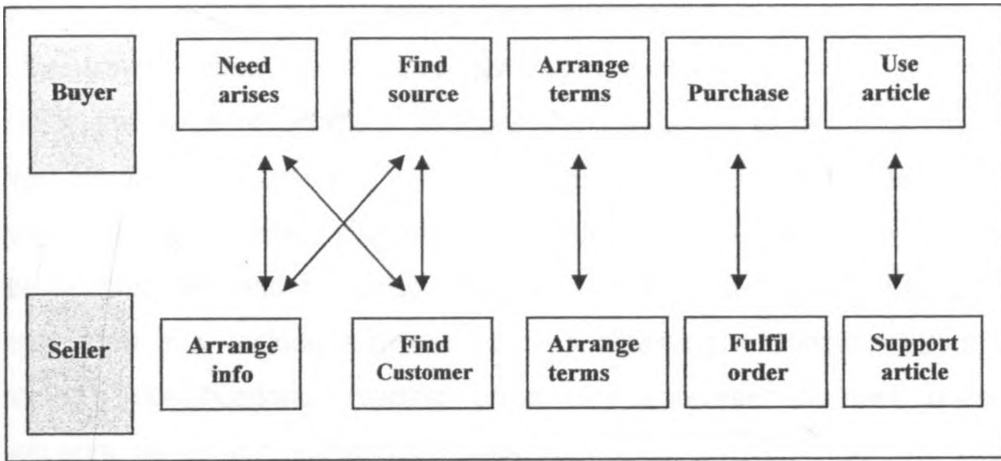 Buyer
Need
arises
Find
source
Arrange
terms
Purchase
Use
article
Seller
Arrange
info
Find
Customer
Arrange
terms
Fulfil
order
Support
article